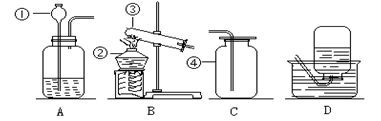 ① ② ③ ④
A B C D